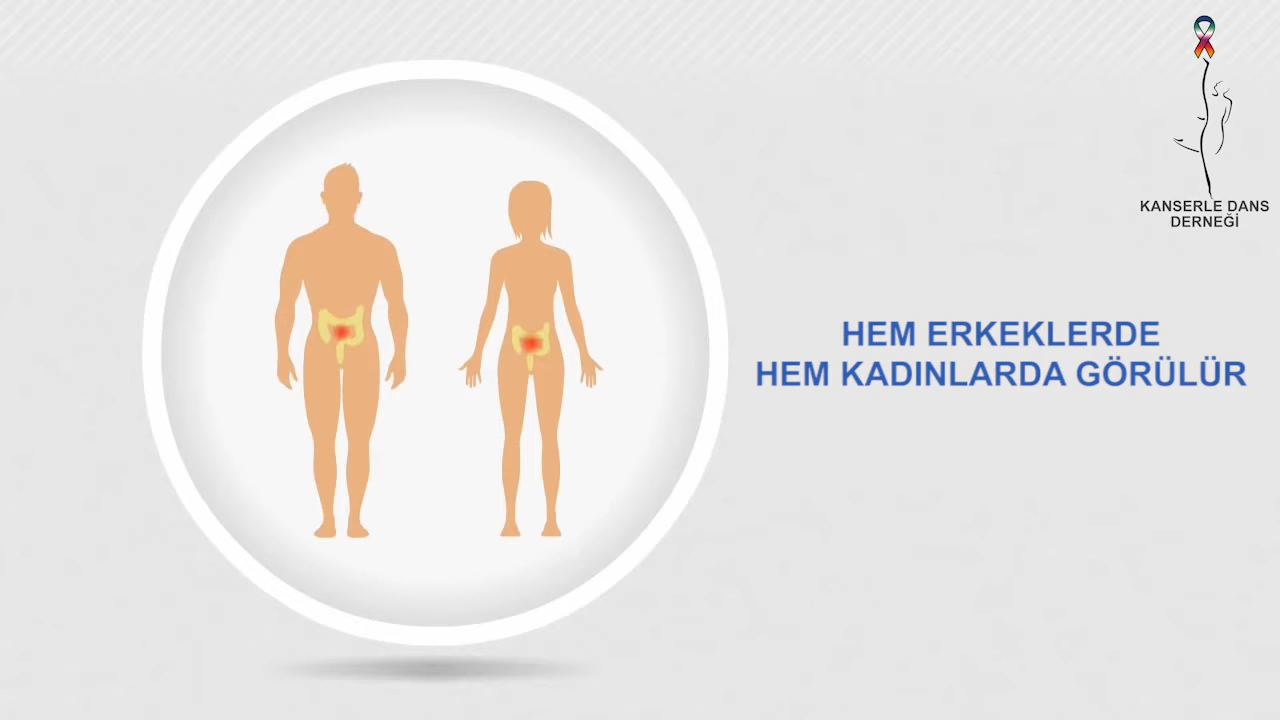 KANSERLE DANS
DERNEĞİ
HEM ERKEKLERDE
HEM KADINLARDA GÖRÜLÜR